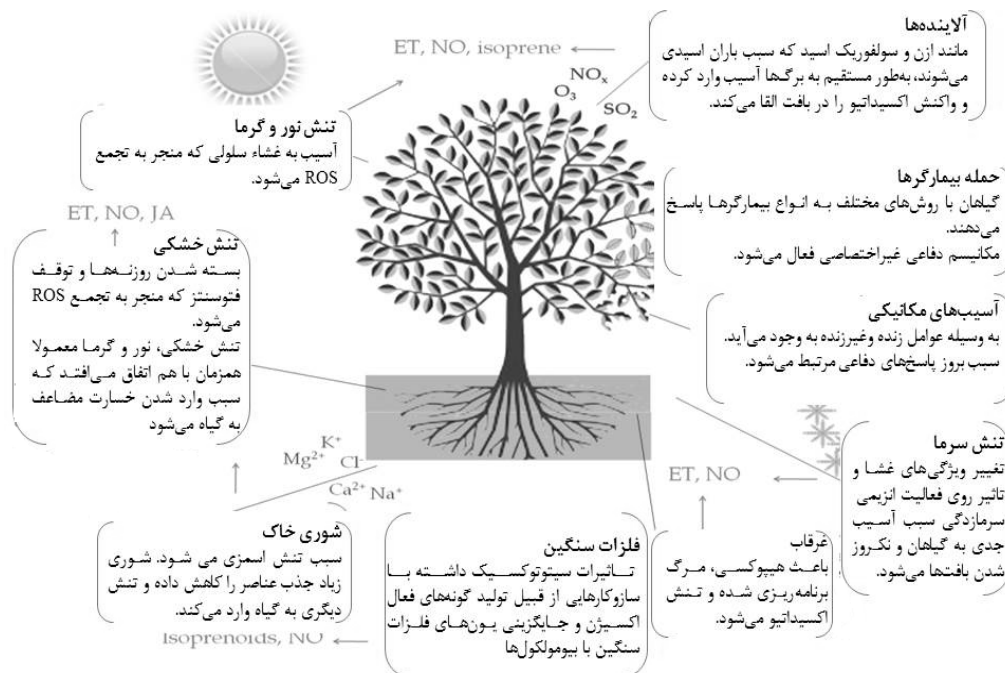 آلاینده‌ها
مانند ازن و سولفوریک اسید که سبب باران اسیدی
می‌شوند، به‌طور مستقیم به برگ‌ها آسیب وارد کرده
و واکنش اکسیداتیو را در بافت القا می‌کند.
ET, NO, isoprene
NOx
O3
SO2
تنش نور و گرما
آسیب به غشاء سلولی که منجر به تجمع
ROS می‌شود.
حمله بیمارگرها
گیاهان با روش‌های مختلف به انواع بیمارگرها پاسخ
می‌دهند.
مکانیسم دفاعی غیراختصاصی فعال می‌شود.
ET, NO, JA
تنش خشکی
بسته شدن روزنه‌ها و توقف
فتوسنتز که منجر به تجمع ROS
می‌شود.
تنش خشکی، نور و گرما معمولا
همزمان با هم اتفاق می‌افتد که
سبب وارد شدن خسارت مضاعف
به گیاه می‌شود
آسیب‌های مکانیکی
به وسیله عوامل زنده وغیرزنده به وجود می‌آید.
سبب بروز پاسخ‌های دفاعی مرتبط می‌شود.
تنش سرما
تغییر ویژگی‌های غشا و
تاثیر روی فعالیت انزیمی
سرمازدگی سبب آسیب
جدی به گیاهان و نکروز
شدن بافت‌ها می‌شود.
ET, NO
K+
Mg2+ Cl-
Ca2+ Na+
شوری خاک
سبب تنش اسمزی می شود. شوری
زیاد جذب عناصر را کاهش داده و تنش
دیگری به گیاه وارد می‌کند.
Isoprenoids, NO
فلزات سنگین
تاثیرات سیتوتوکسیک داشته با
سازوکارهایی از قبیل تولید گونه‌های فعال
اکسیژن و جایگزینی یون‌های فلزات
سنگین با بیومولکول‌ها
غرقاب
باعث هیپوکسی، مرگ
برنامه‌ریزی شده و تنش
اکسیداتیو می‌شود.